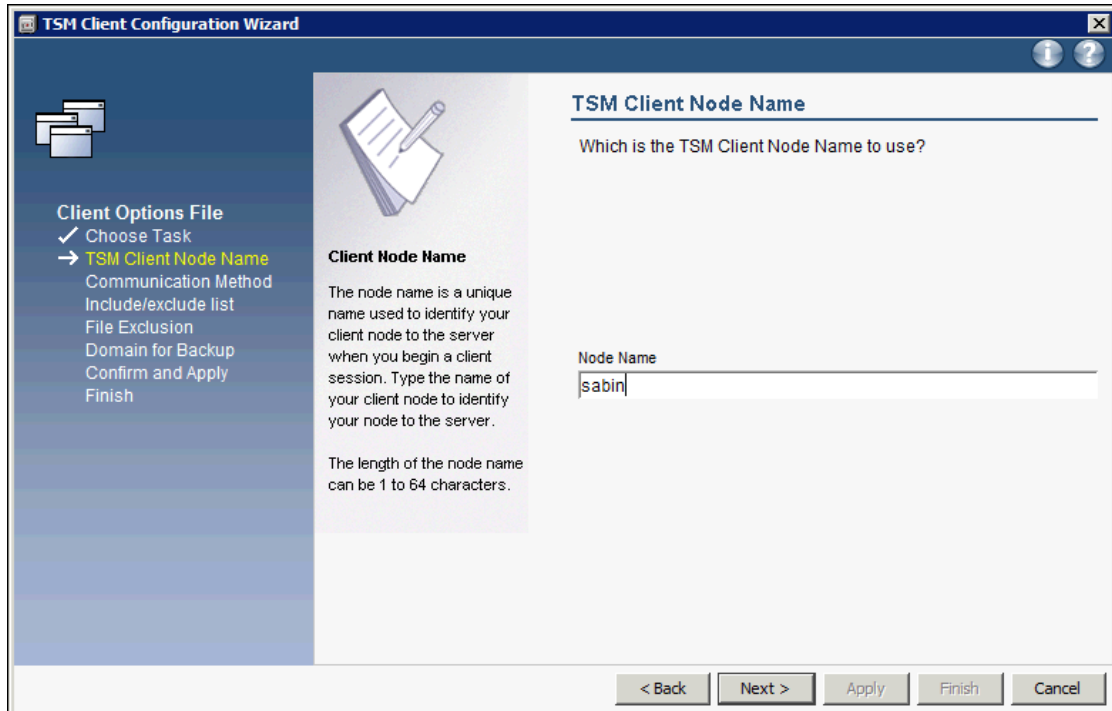 TSM Client Configuration Wizard
Client Options File
Choose Task
TSM Client Node Name
Communication Method
Include/exclude list
File Exclusion
Domain for Backup
Confirm and Apply
Finish
Client Node Name
The node name is a unique
name used to identify your
client node to the server
when you begin a client
session. Type the name of
your client node to identify
your node to the server.
The length of the node name
can be 1 to 64 characters.
TSM Client Node Name
Which is the TSM Client Node Name to use?
Node Name
sabin
< Back Next > Apply Finish Cancel